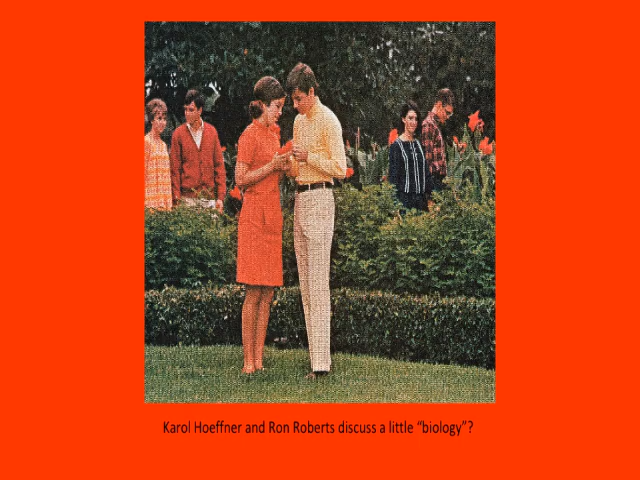 Karol Hoeffner and Ron Roberts discuss a little “biology”?